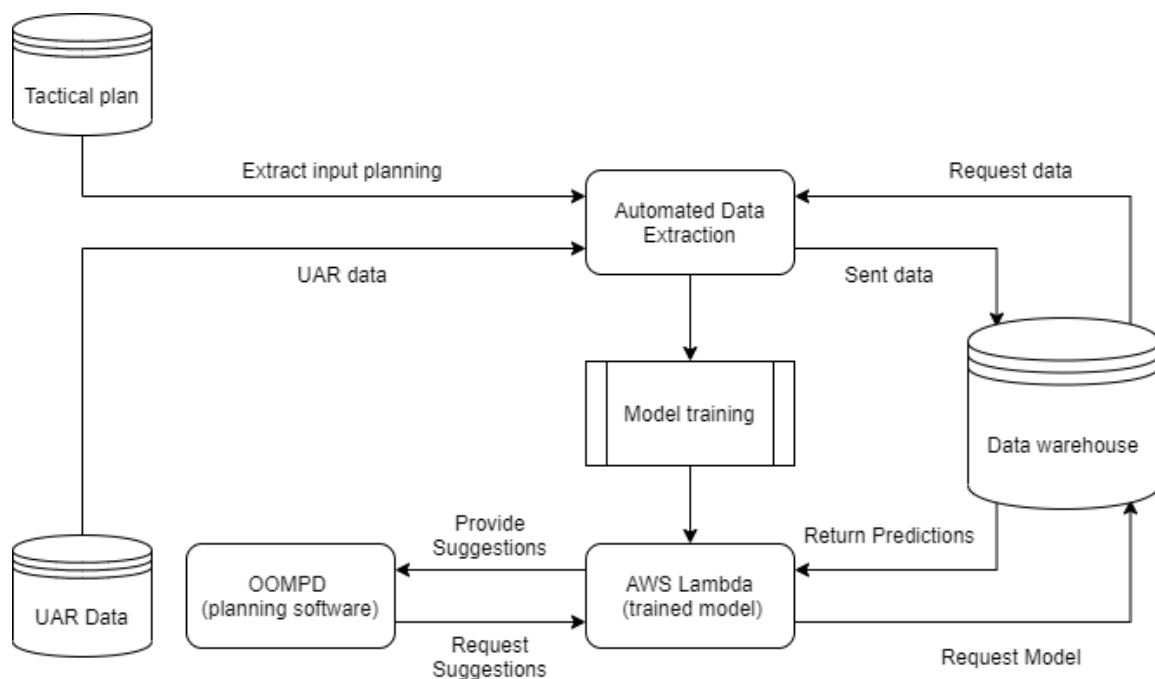 Tactical plan
Extract input planning
Request data
Automated Data
Extraction
UAR data
Sent data
Model training
Data warehouse
Provide
Suggestions
Return Predictions
OOMPD
(planning software)
AWS Lambda
(trained model)
UAR Data
Request
Suggestions
Request Model